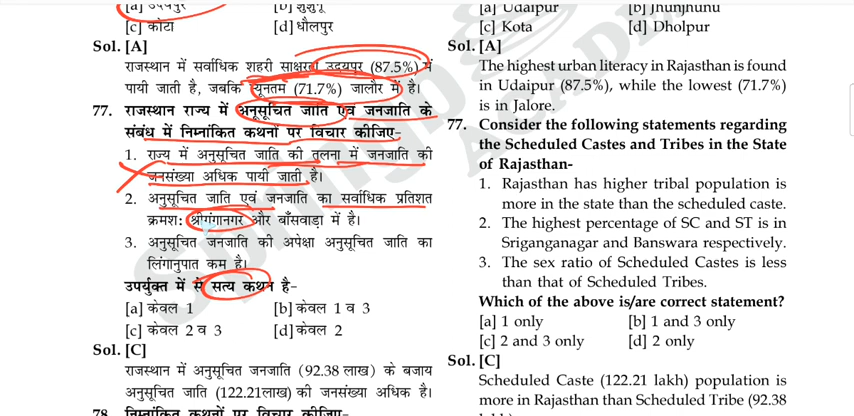 [a] उदयपुर [b] झुंझुनू
[c] कोटा [d] धौलपुर
Sol. [A]
राजस्थान में सर्वाधिक शहरी साक्षरता उदयपुर (87.5%) में
पायी जाती है, जबकि न्यूनतम (71.7%) जालौर में है।
77. राजस्थान राज्य में अनुसूचित जाति एवं जनजाति के
संबंध में निम्नांकित कथनों पर विचार कीजिए-
1. राज्य में अनुसूचित जाति की तुलना में जनजाति की
जनसंख्या अधिक पायी जाती है।
2. अनुसूचित जाति एवं जनजाति का सर्वाधिक प्रतिशत
क्रमश: श्रीगंगानगर और बाँसवाड़ा में है।
3. अनुसूचित जनजाति की अपेक्षा अनुसूचित जाति का
लिंगानुपात कम है।
उपर्युक्त में से सत्य कथन है-
[a] केवल 1 [b] केवल 1 व 3
[c] केवल 2 व 3 [d] केवल 2
Sol. [C]
राजस्थान में अनुसूचित जनजाति (92.38 लाख) के बजाय
अनुसूचित जाति (122.21लाख) की जनसंख्या अधिक है।
78. निम्नांकित कथनों पर विचार कीजिए-
[a] Udaipur [b] Jhunjhunu
[c] Kota [d] Dholpur
Sol. [A]
The highest urban literacy in Rajasthan is found
in Udaipur (87.5%), while the lowest (71.7%)
is in Jalore.
77. Consider the following statements regarding
the Scheduled Castes and Tribes in the State
of Rajasthan-
1. Rajasthan has higher tribal population is
more in the state than the scheduled caste.
2. The highest percentage of SC and ST is in
Sriganganagar and Banswara respectively.
3. The sex ratio of Scheduled Castes is less
than that of Scheduled Tribes.
Which of the above is/are correct statement?
[a] 1 only [b] 1 and 3 only
[c] 2 and 3 only [d] 2 only
Sol. [C]
Scheduled Caste (122.21 lakh) population is
more in Rajasthan than Scheduled Tribe (92.38